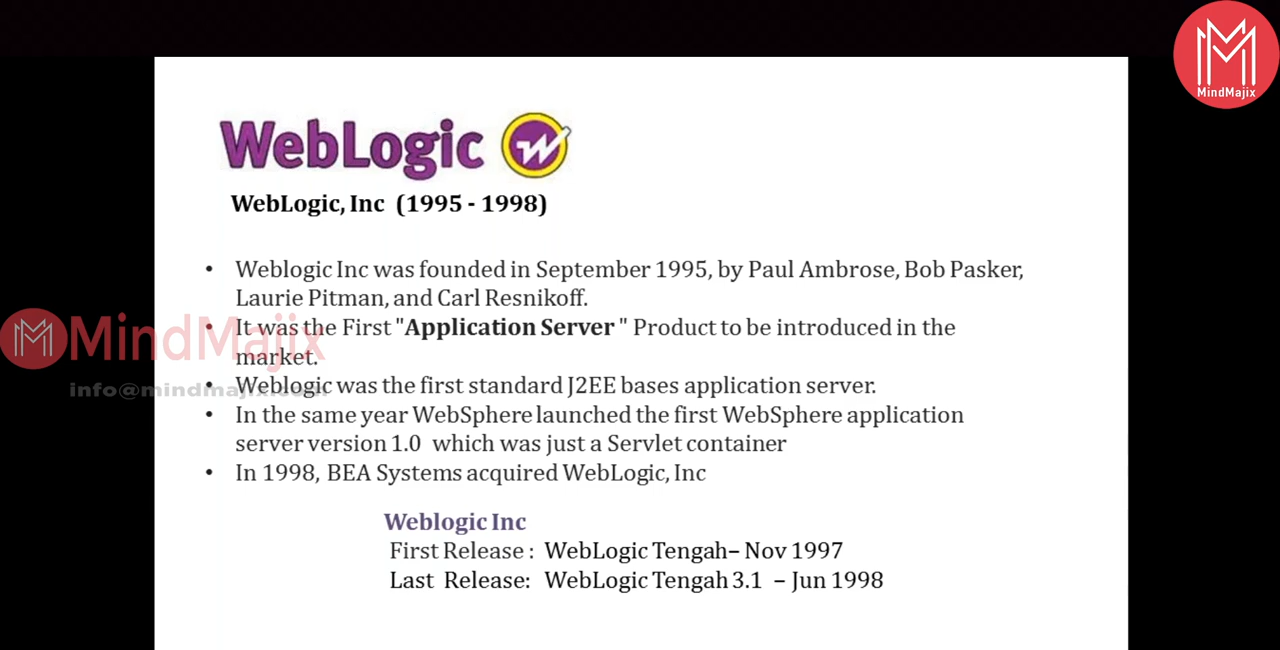 MindMajix
WebLogic
WebLogic, Inc (1995 - 1998)
• Weblogic Inc was founded in September 1995, by Paul Ambrose, Bob Pasker,
Laurie Pitman, and Carl Resnikoff.
• It was the First "Application Server " Product to be introduced in the
market.
MindMajix
info@mindmajix.com
• Weblogic was the first standard J2EE bases application server.
• In the same year WebSphere launched the first WebSphere application
server version 1.0 which was just a Servlet container
• In 1998, BEA Systems acquired WebLogic, Inc
Weblogic Inc
First Release : WebLogic Tengah– Nov 1997
Last Release: WebLogic Tengah 3.1 – Jun 1998